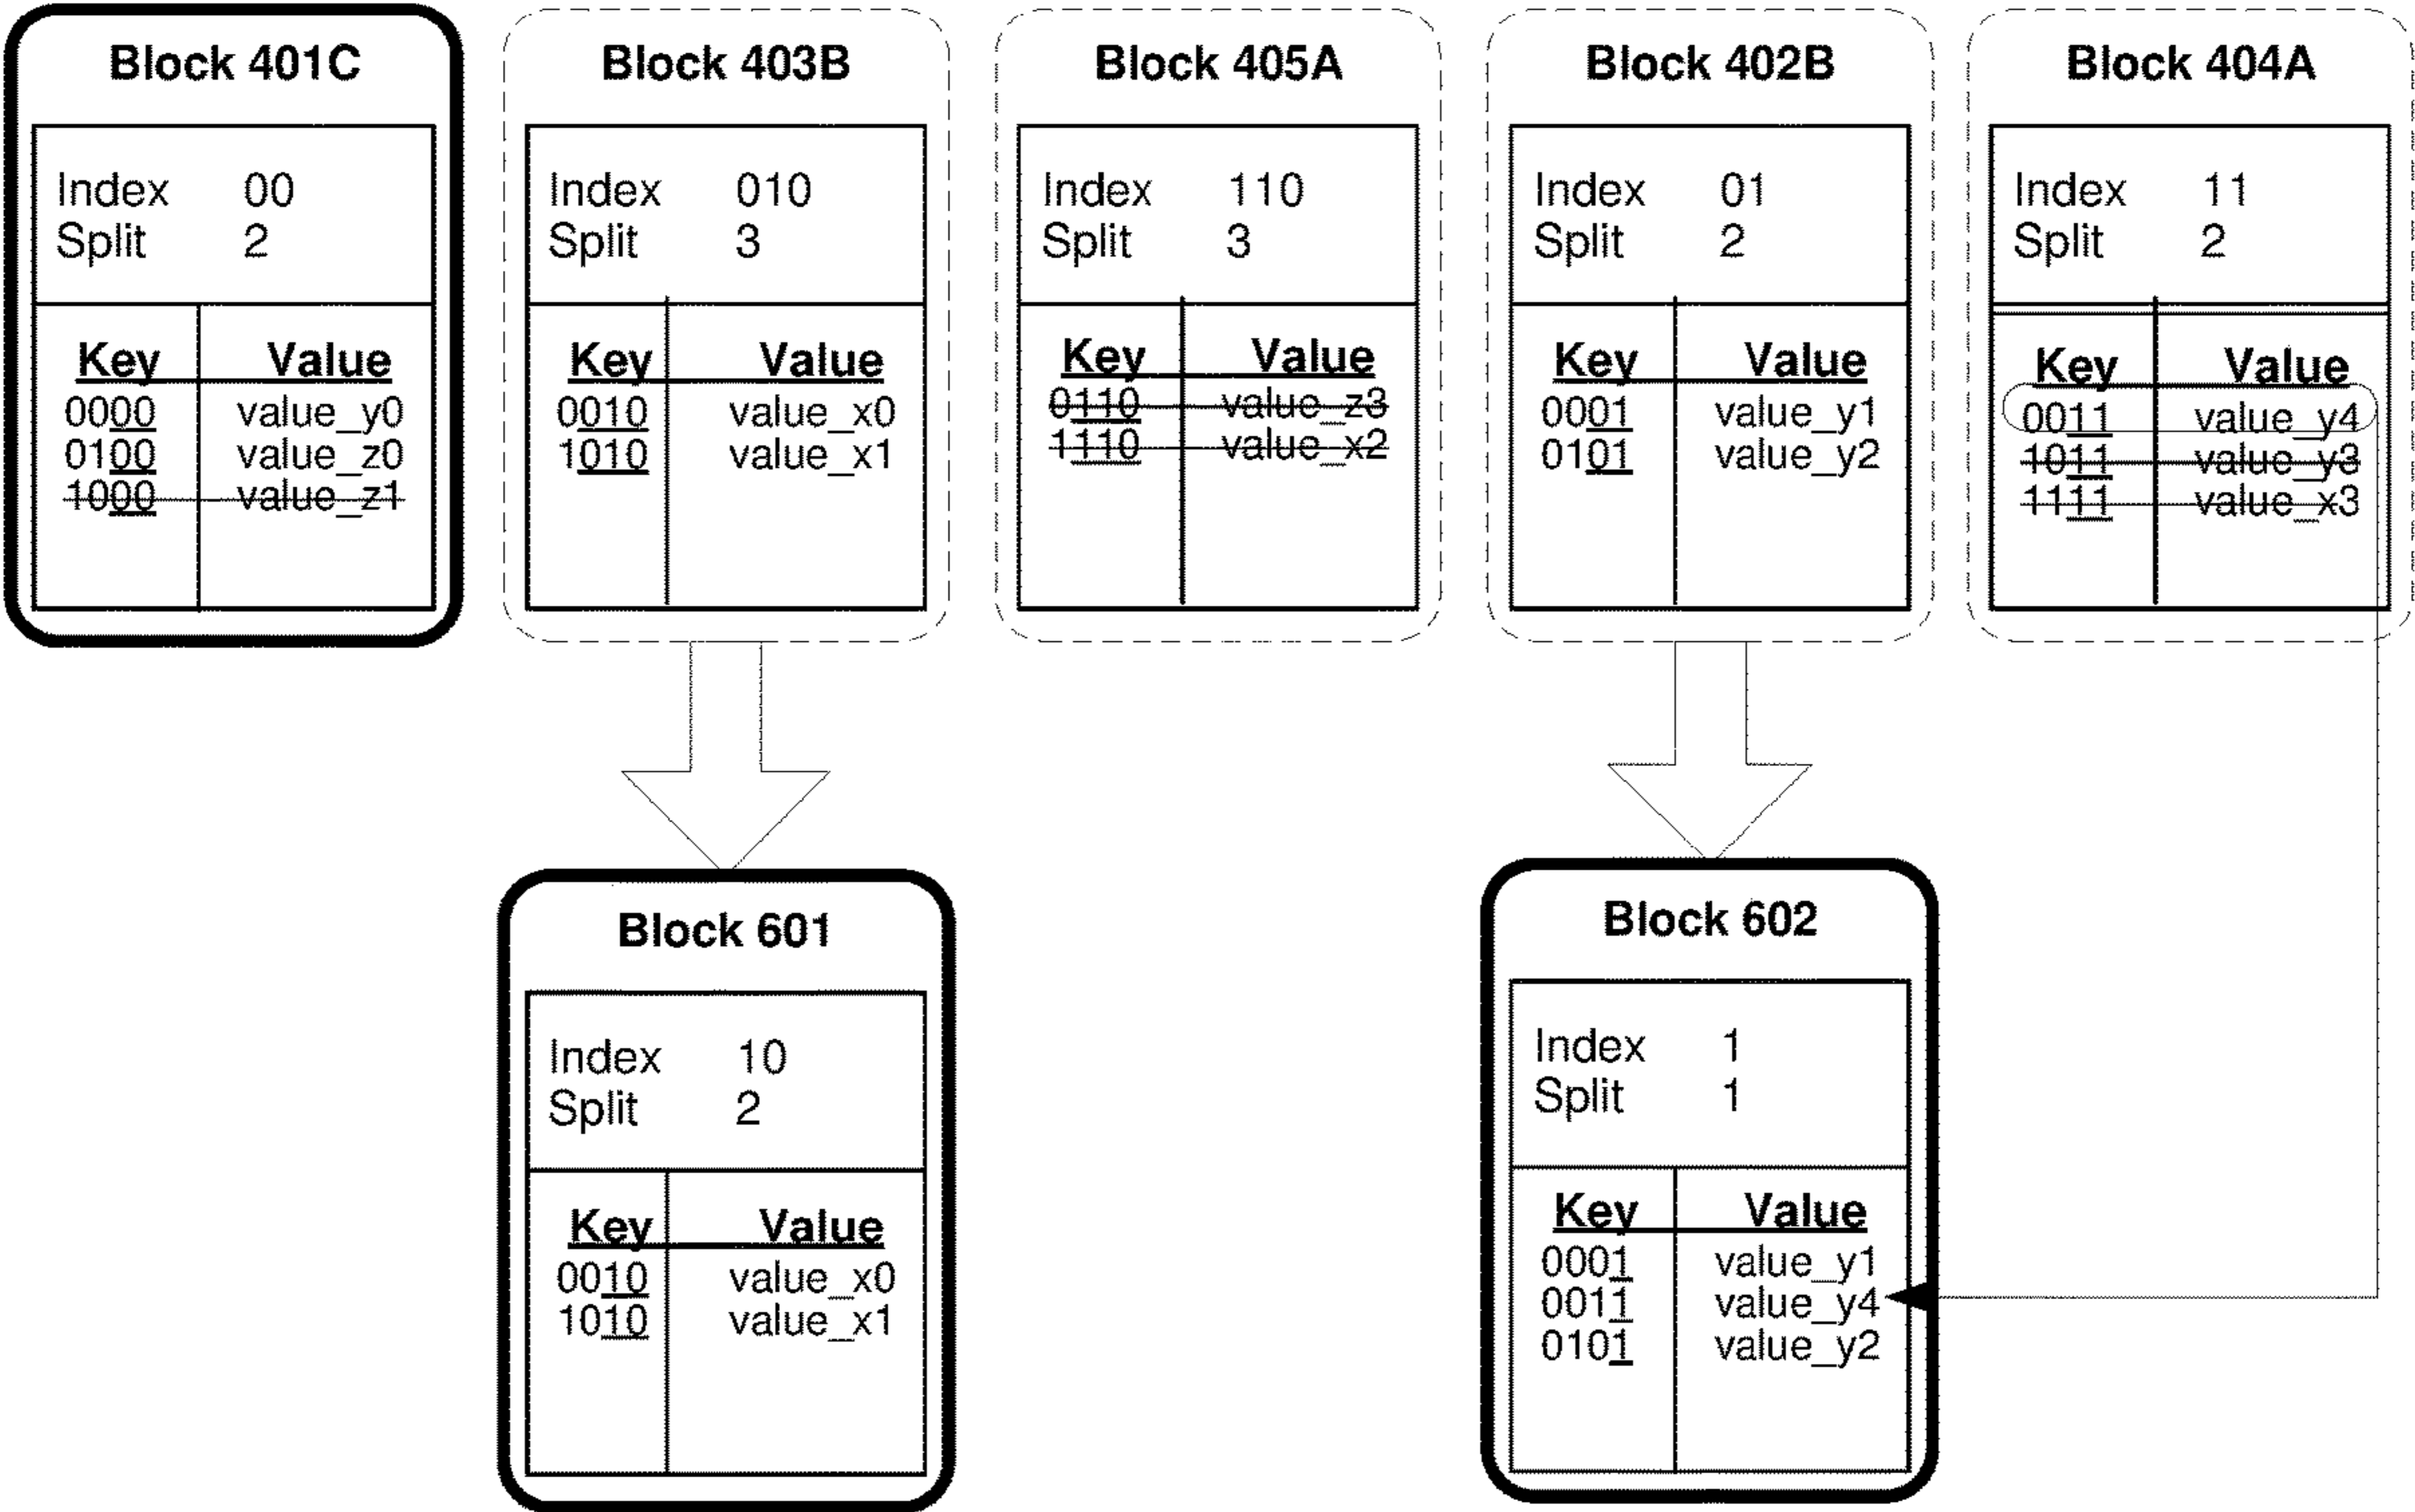 Block 401C
Index 00
Split 2
Key Value
0000 value_y0
0100 value_z0
1000 value_z1
Block 403B
Index 010
Split 3
Key Value
0010 value_x0
1010 value_x1
Block 405A
Index 110
Split 3
Key Value
0110 value_z3
1110 value_x2
Block 402B
Index 01
Split 2
Key Value
0001 value_y1
0101 value_y2
Block 404A
Index 11
Split 2
Key Value
0011 value_y4
1011 value_y3
1111 value_x3
Block 601
Index 10
Split 2
Key Value
0010 value_x0
1010 value_x1
Block 602
Index 1
Split 1
Key Value
0001 value_y1
0011 value_y4
0101 value_y2